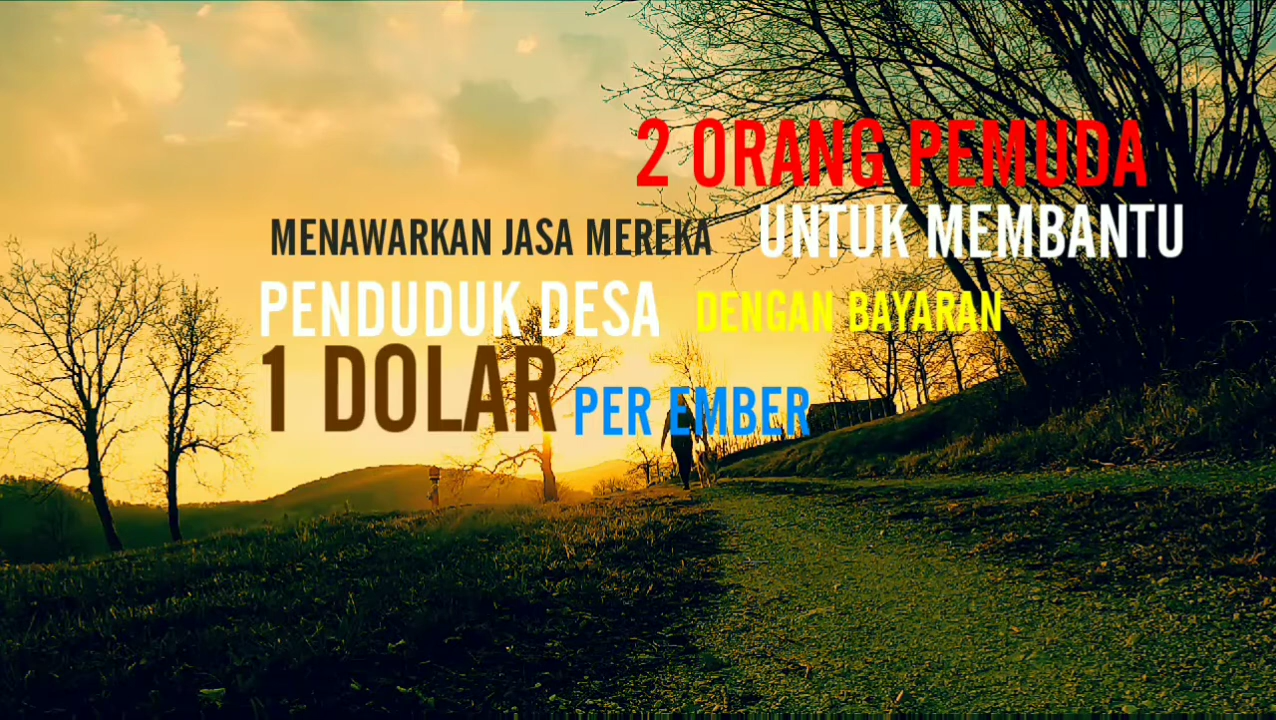 2 ORANG PEMUDA
MENAWARKAN JASA MEREKA UNTUK MEMBANTU
PENDUDUK DESA DENGAN BAYARAN
1 DOLAR PER EMBER